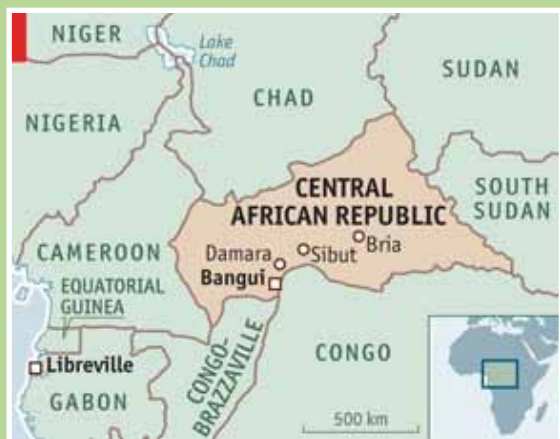 NIGER
Lake
Chad
SUDAN
CHAD
NIGERIA
CENTRAL
AFRICAN REPUBLIC
SOUTH
SUDAN
Damara
Sibut
Bria
CAMEROON
Bangui
EQUATORIAL
GUINEA
CONGO-
BRAZZAVILLE
CONGO
Libreville
GABON
500 km